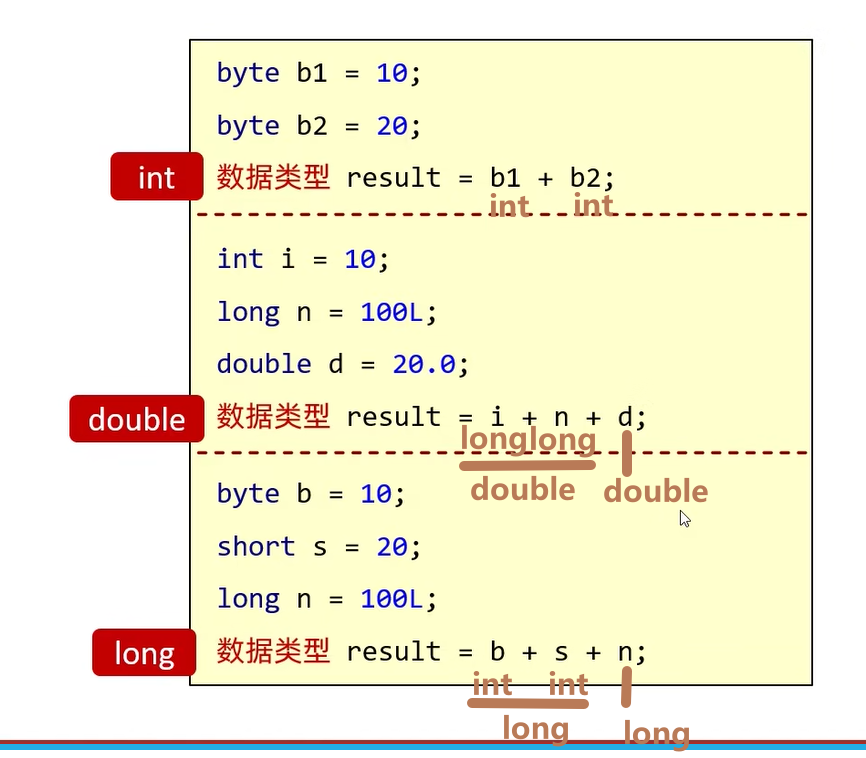 byte b1 = 10;
byte b2 = 20;
int 数据类型 result = b1 + b2;
int int
int i = 10;
long n = 100L;
double d = 20.0;
double 数据类型 result = i + n + d;
longlong
double double
byte b = 10;
short s = 20;
long n = 100L;
long 数据类型 result = b + s + n;
int int
long long